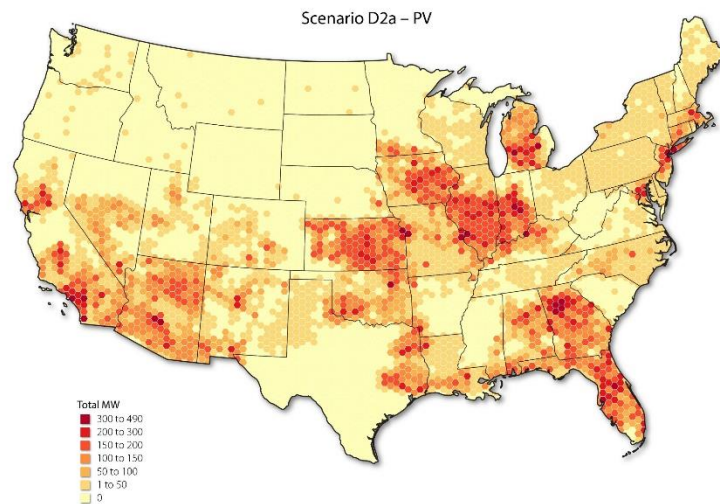 Scenario D2a – PV
Total MW
300 to 490
200 to 300
150 to 200
100 to 150
50 to 100
1 to 50
0